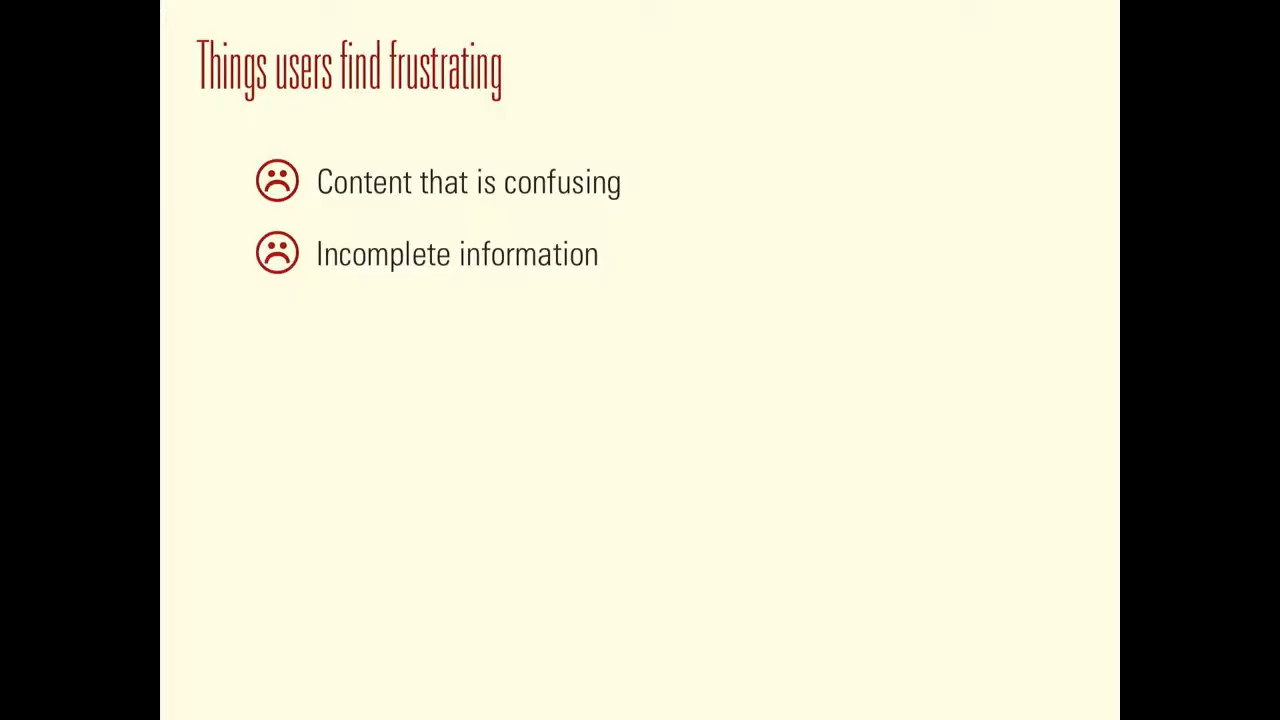 Things users find frustrating
Content that is confusing
Incomplete information